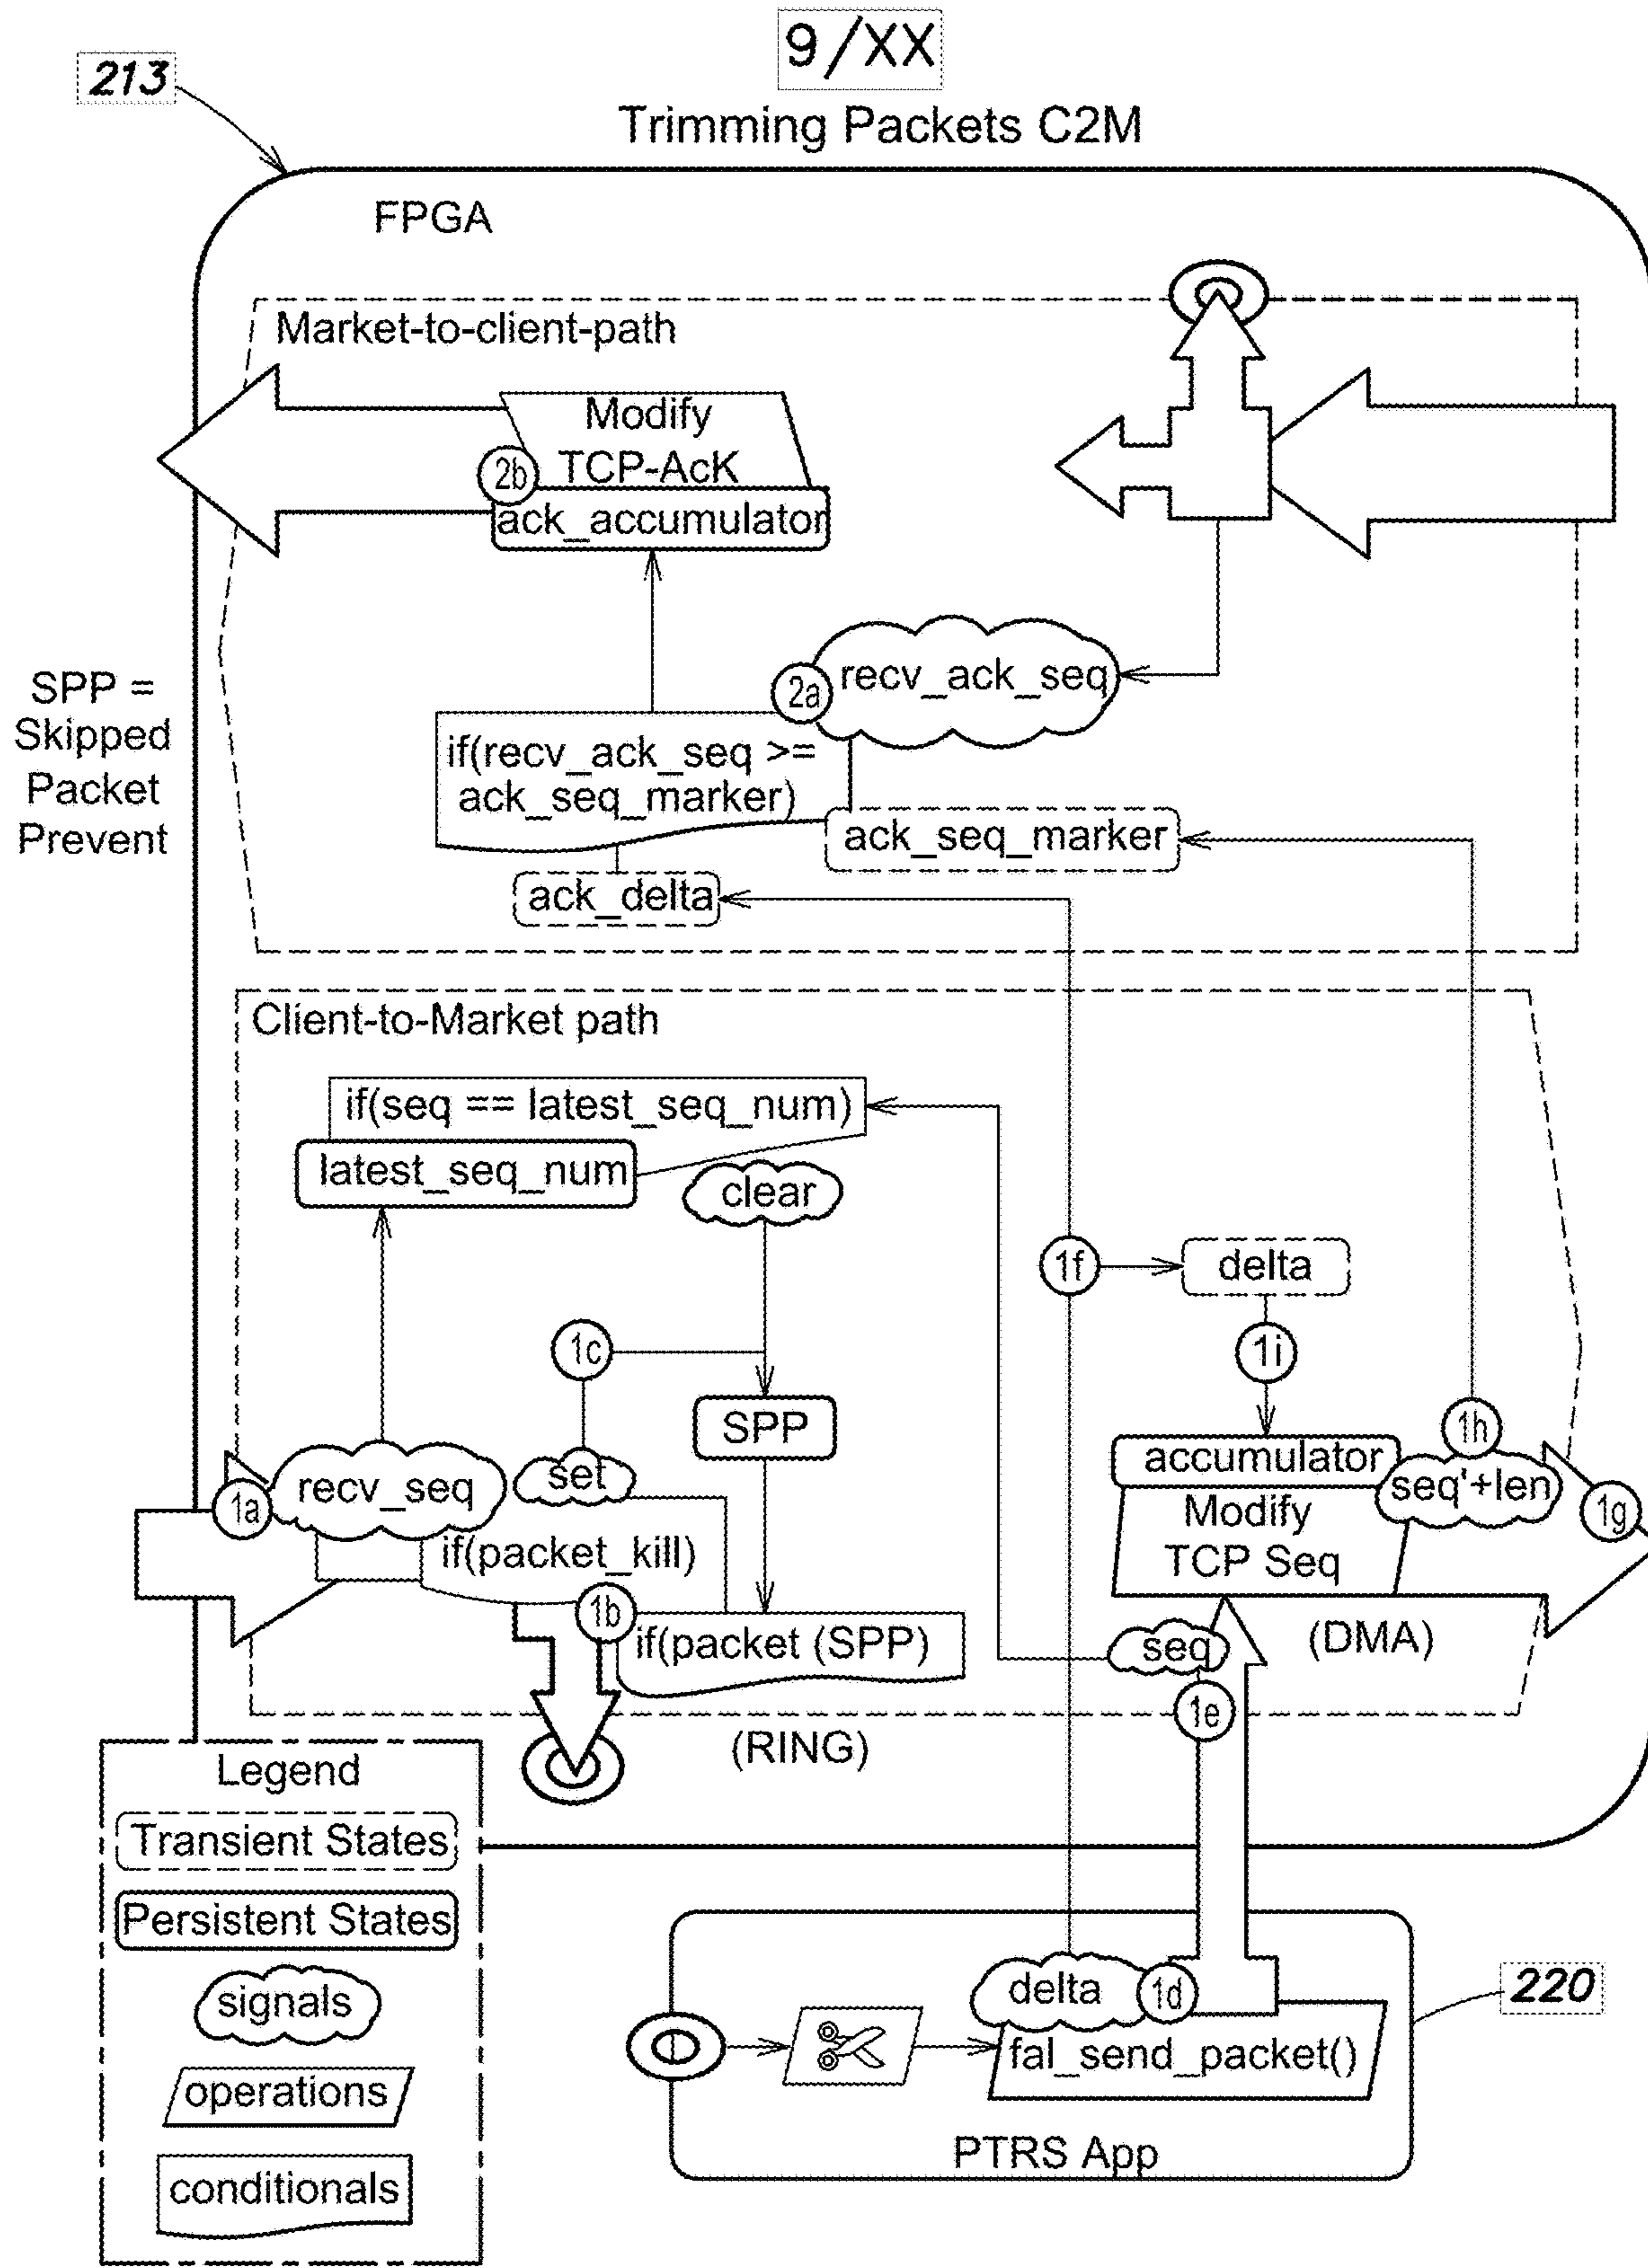 9/XX
213
Trimming Packets C2M
FPGA
Market-to-client-path
Modify
TCP-AcK
2b
ack_accumulator
recv_ack_seq
2a
SPP =
Skipped
Packet
Prevent
if(recv_ack_seq >=
ack_seq_marker)
ack_seq_marker
ack_delta
Client-to-Market path
if(seq == latest_seq_num)
latest_seq_num
clear
1f
delta
1c
1i
SPP
1h
accumulator
seq'+len
set
recv_seq
1a
1g
Modify
TCP Seq
if(packet_kill)
1b
if(packet (SPP)
seq
(DMA)
1e
(RING)
Legend
Transient States
Persistent States
signals
operations
conditionals
delta
1d
220
fal_send_packet()
PTRS App